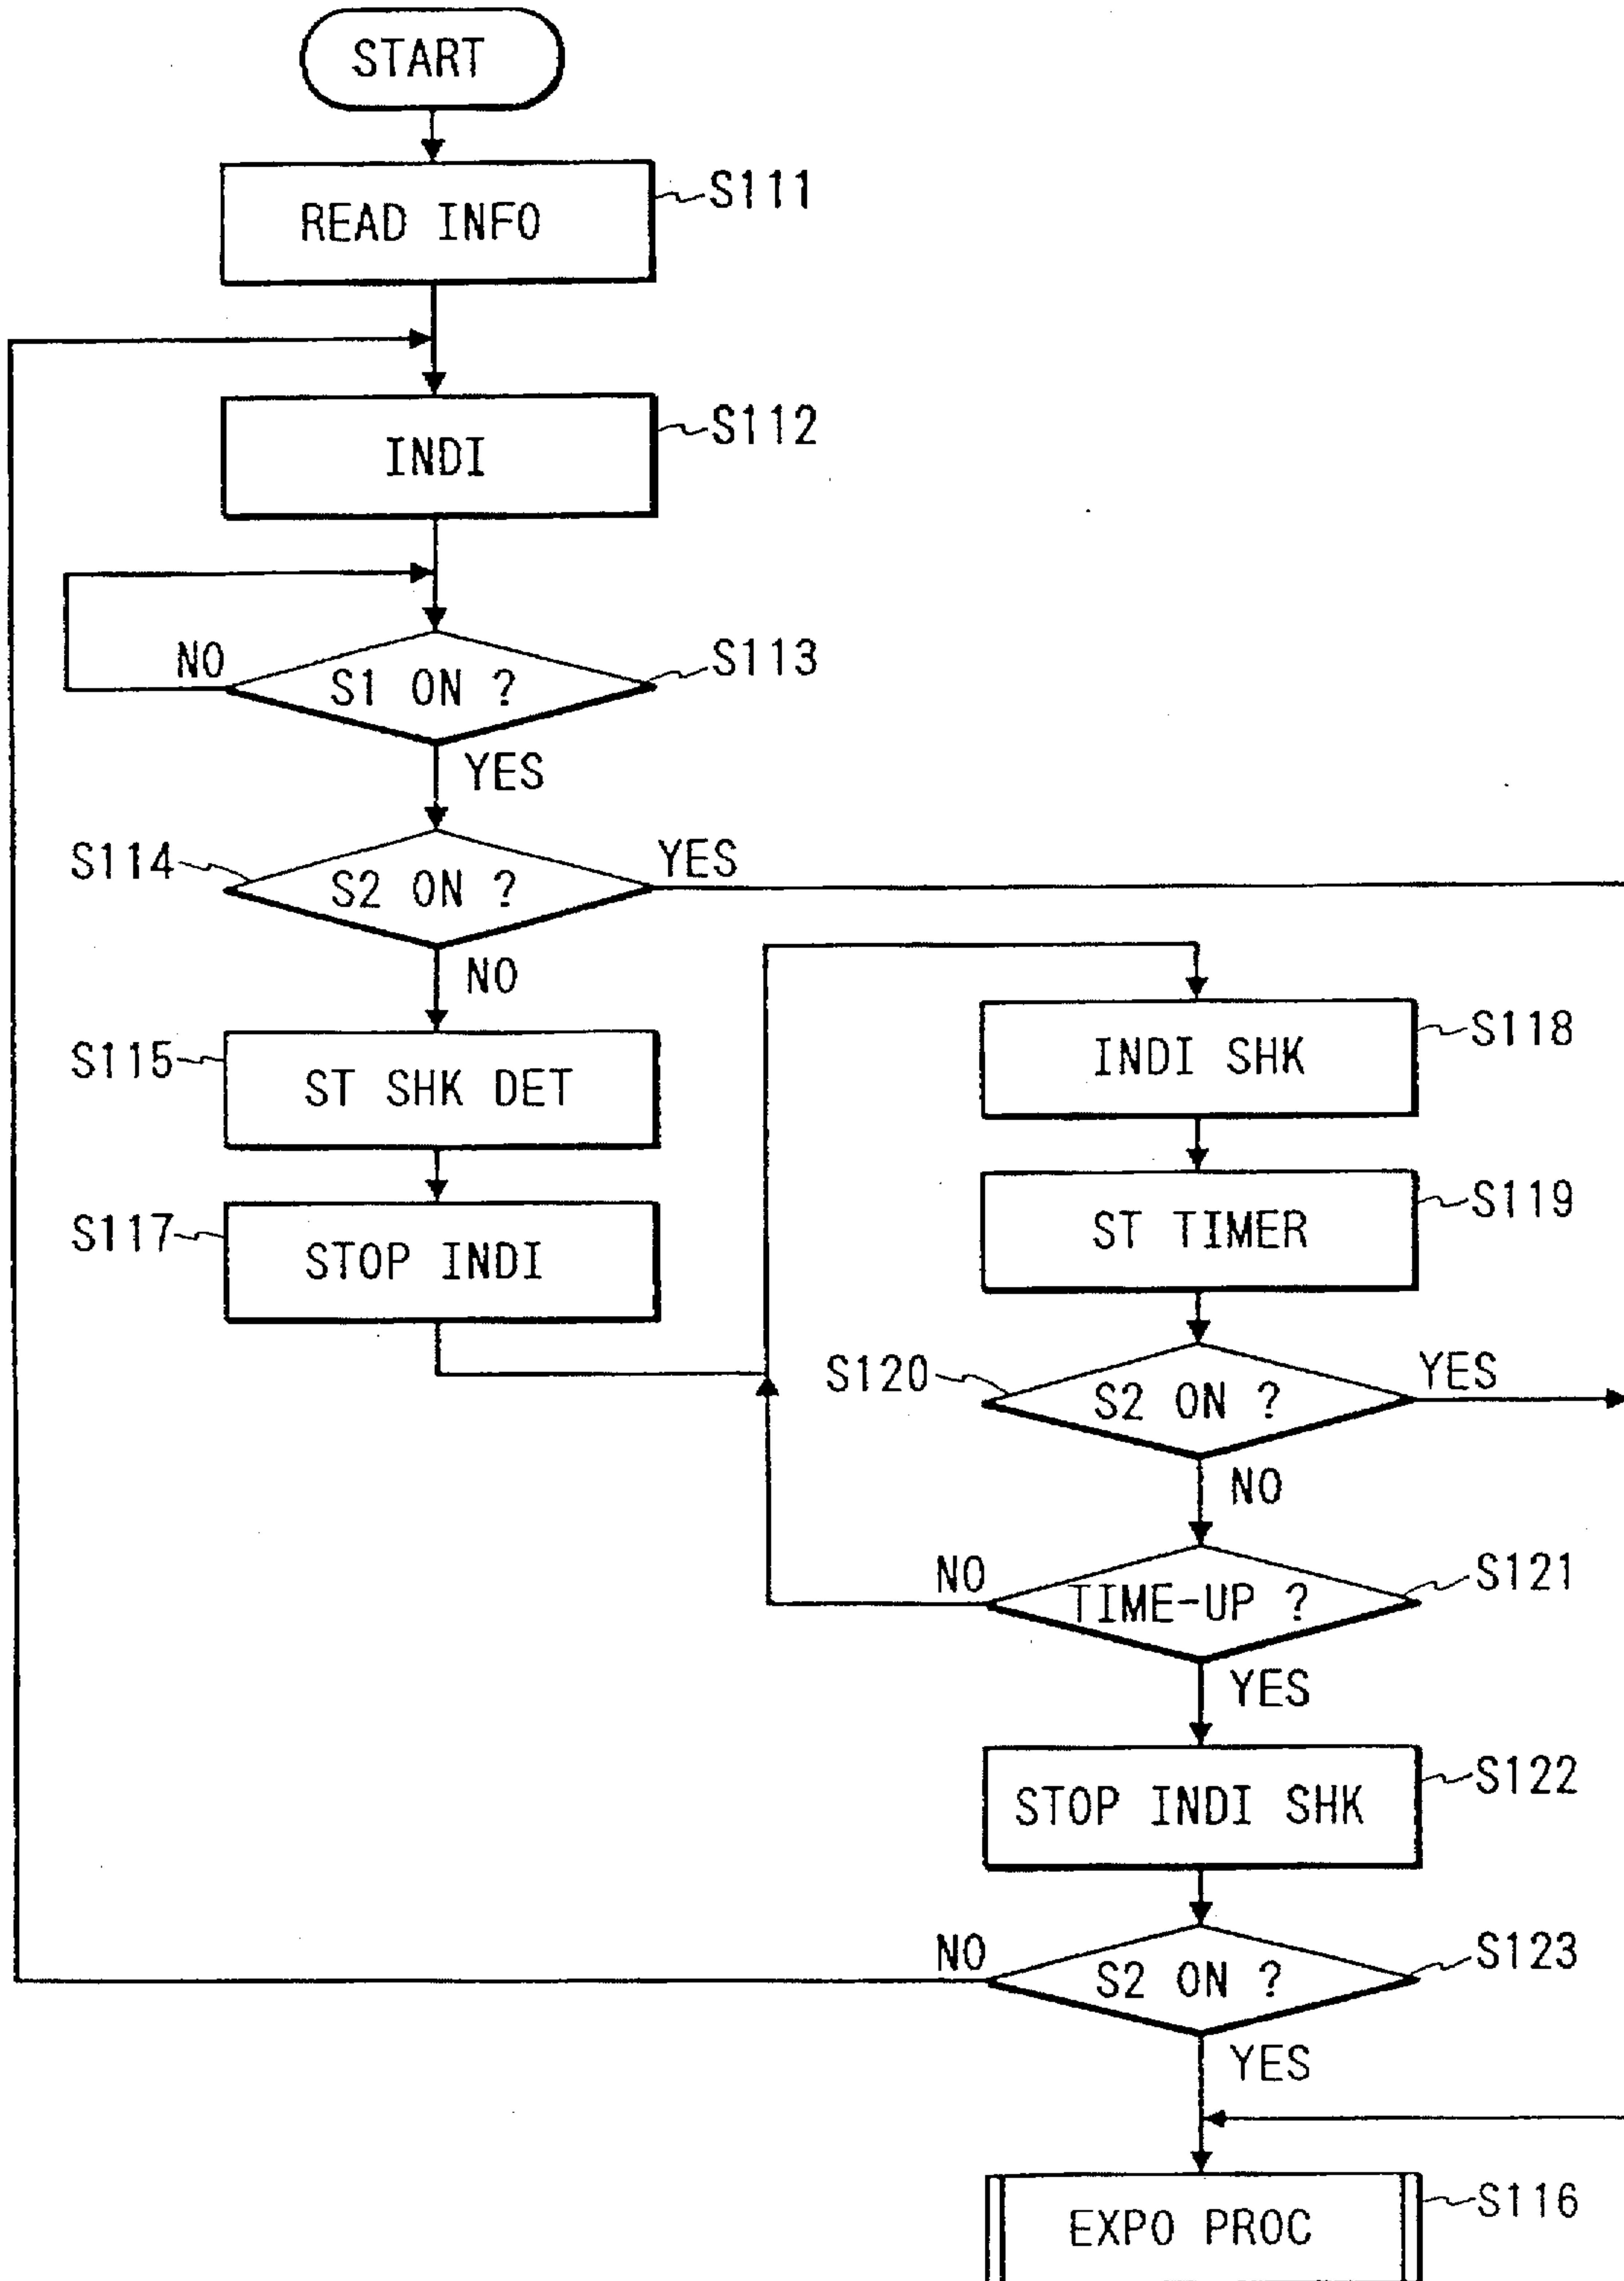 START
READ INFO
S111
INDI
S112
NO
S1 ON ?
S113
YES
S114
S2 ON ?
YES
NO
S115
ST SHK DET
S117
STOP INDI
INDI SHK
S118
ST TIMER
S119
S120
S2 ON ?
YES
NO
NO
TIME-UP ?
S121
YES
STOP INDI SHK
S122
NO
S2 ON ?
S123
YES
EXPO PROC
S116